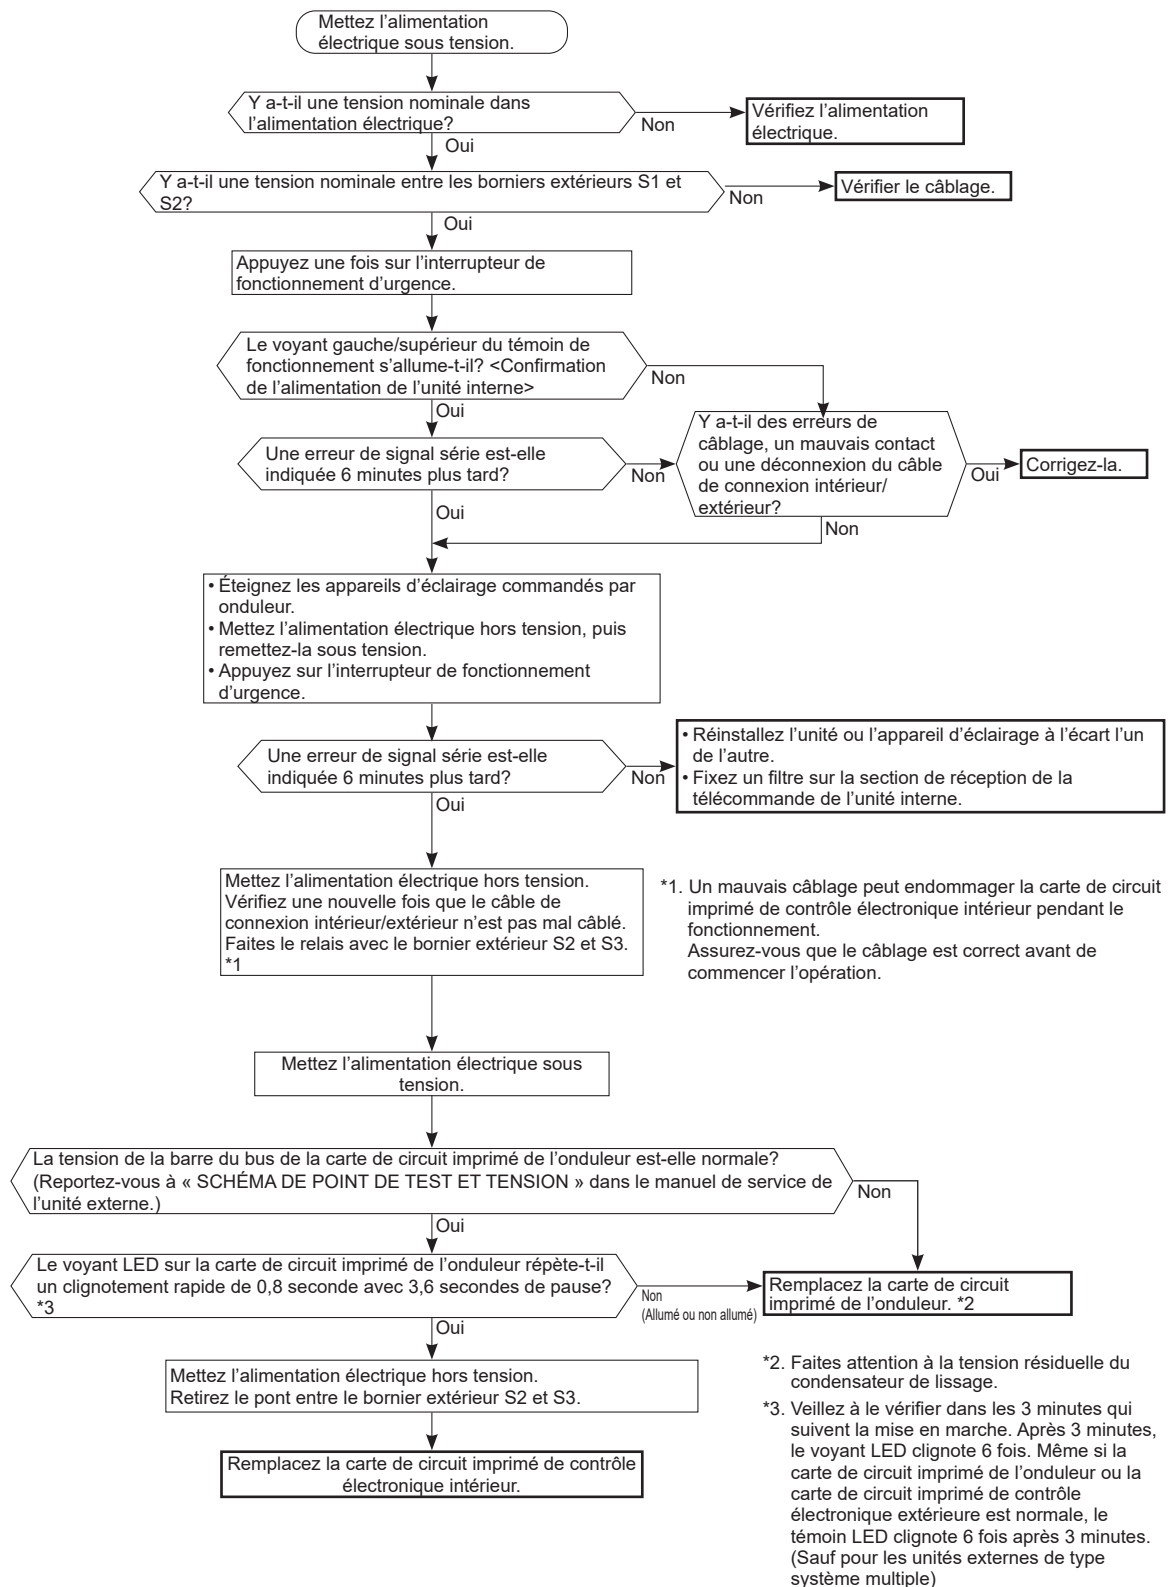 Mettez l’alimentation
électrique sous tension.
Y a-t-il une tension nominale dans
l’alimentation électrique?
Non
Vérifiez l’alimentation
électrique.
Oui
Y a-t-il une tension nominale entre les borniers extérieurs S1 et
S2?
Non
Vérifier le câblage.
Oui
Appuyez une fois sur l’interrupteur de
fonctionnement d’urgence.
Le voyant gauche/supérieur du témoin de
fonctionnement s’allume-t-il? <Confirmation
de l’alimentation de l’unité interne>
Non
Oui
Une erreur de signal série est-elle
indiquée 6 minutes plus tard?
Non
Y a-t-il des erreurs de
câblage, un mauvais contact
ou une déconnexion du câble
de connexion intérieur/
extérieur?
Oui
Corrigez-la.
Oui
Non
• Éteignez les appareils d’éclairage commandés par
onduleur.
• Mettez l’alimentation électrique hors tension, puis
remettez-la sous tension.
• Appuyez sur l’interrupteur de fonctionnement
d’urgence.
Une erreur de signal série est-elle
indiquée 6 minutes plus tard?
Non
• Réinstallez l’unité ou l’appareil d’éclairage à l’écart l’un
de l’autre.
• Fixez un filtre sur la section de réception de la
télécommande de l’unité interne.
Oui
Mettez l’alimentation électrique hors tension.
Vérifiez une nouvelle fois que le câble de
connexion intérieur/extérieur n’est pas mal câblé.
Faites le relais avec le bornier extérieur S2 et S3.
*1
*1. Un mauvais câblage peut endommager la carte de circuit
imprimé de contrôle électronique intérieur pendant le
fonctionnement.
Assurez-vous que le câblage est correct avant de
commencer l’opération.
Mettez l’alimentation électrique sous
tension.
La tension de la barre du bus de la carte de circuit imprimé de l’onduleur est-elle normale?
(Reportez-vous à « SCHÉMA DE POINT DE TEST ET TENSION » dans le manuel de service de
l’unité externe.)
Non
Oui
Le voyant LED sur la carte de circuit imprimé de l’onduleur répète-t-il
un clignotement rapide de 0,8 seconde avec 3,6 secondes de pause?
*3
Non
(Allumé ou non allumé)
Remplacez la carte de circuit
imprimé de l’onduleur. *2
Oui
Mettez l’alimentation électrique hors tension.
Retirez le pont entre le bornier extérieur S2 et S3.
Remplacez la carte de circuit imprimé de contrôle
électronique intérieur.
*2. Faites attention à la tension résiduelle du
condensateur de lissage.
*3. Veillez à le vérifier dans les 3 minutes qui
suivent la mise en marche. Après 3 minutes,
le voyant LED clignote 6 fois. Même si la
carte de circuit imprimé de l’onduleur ou la
carte de circuit imprimé de contrôle
électronique extérieure est normale, le
témoin LED clignote 6 fois après 3 minutes.
(Sauf pour les unités externes de type
système multiple)